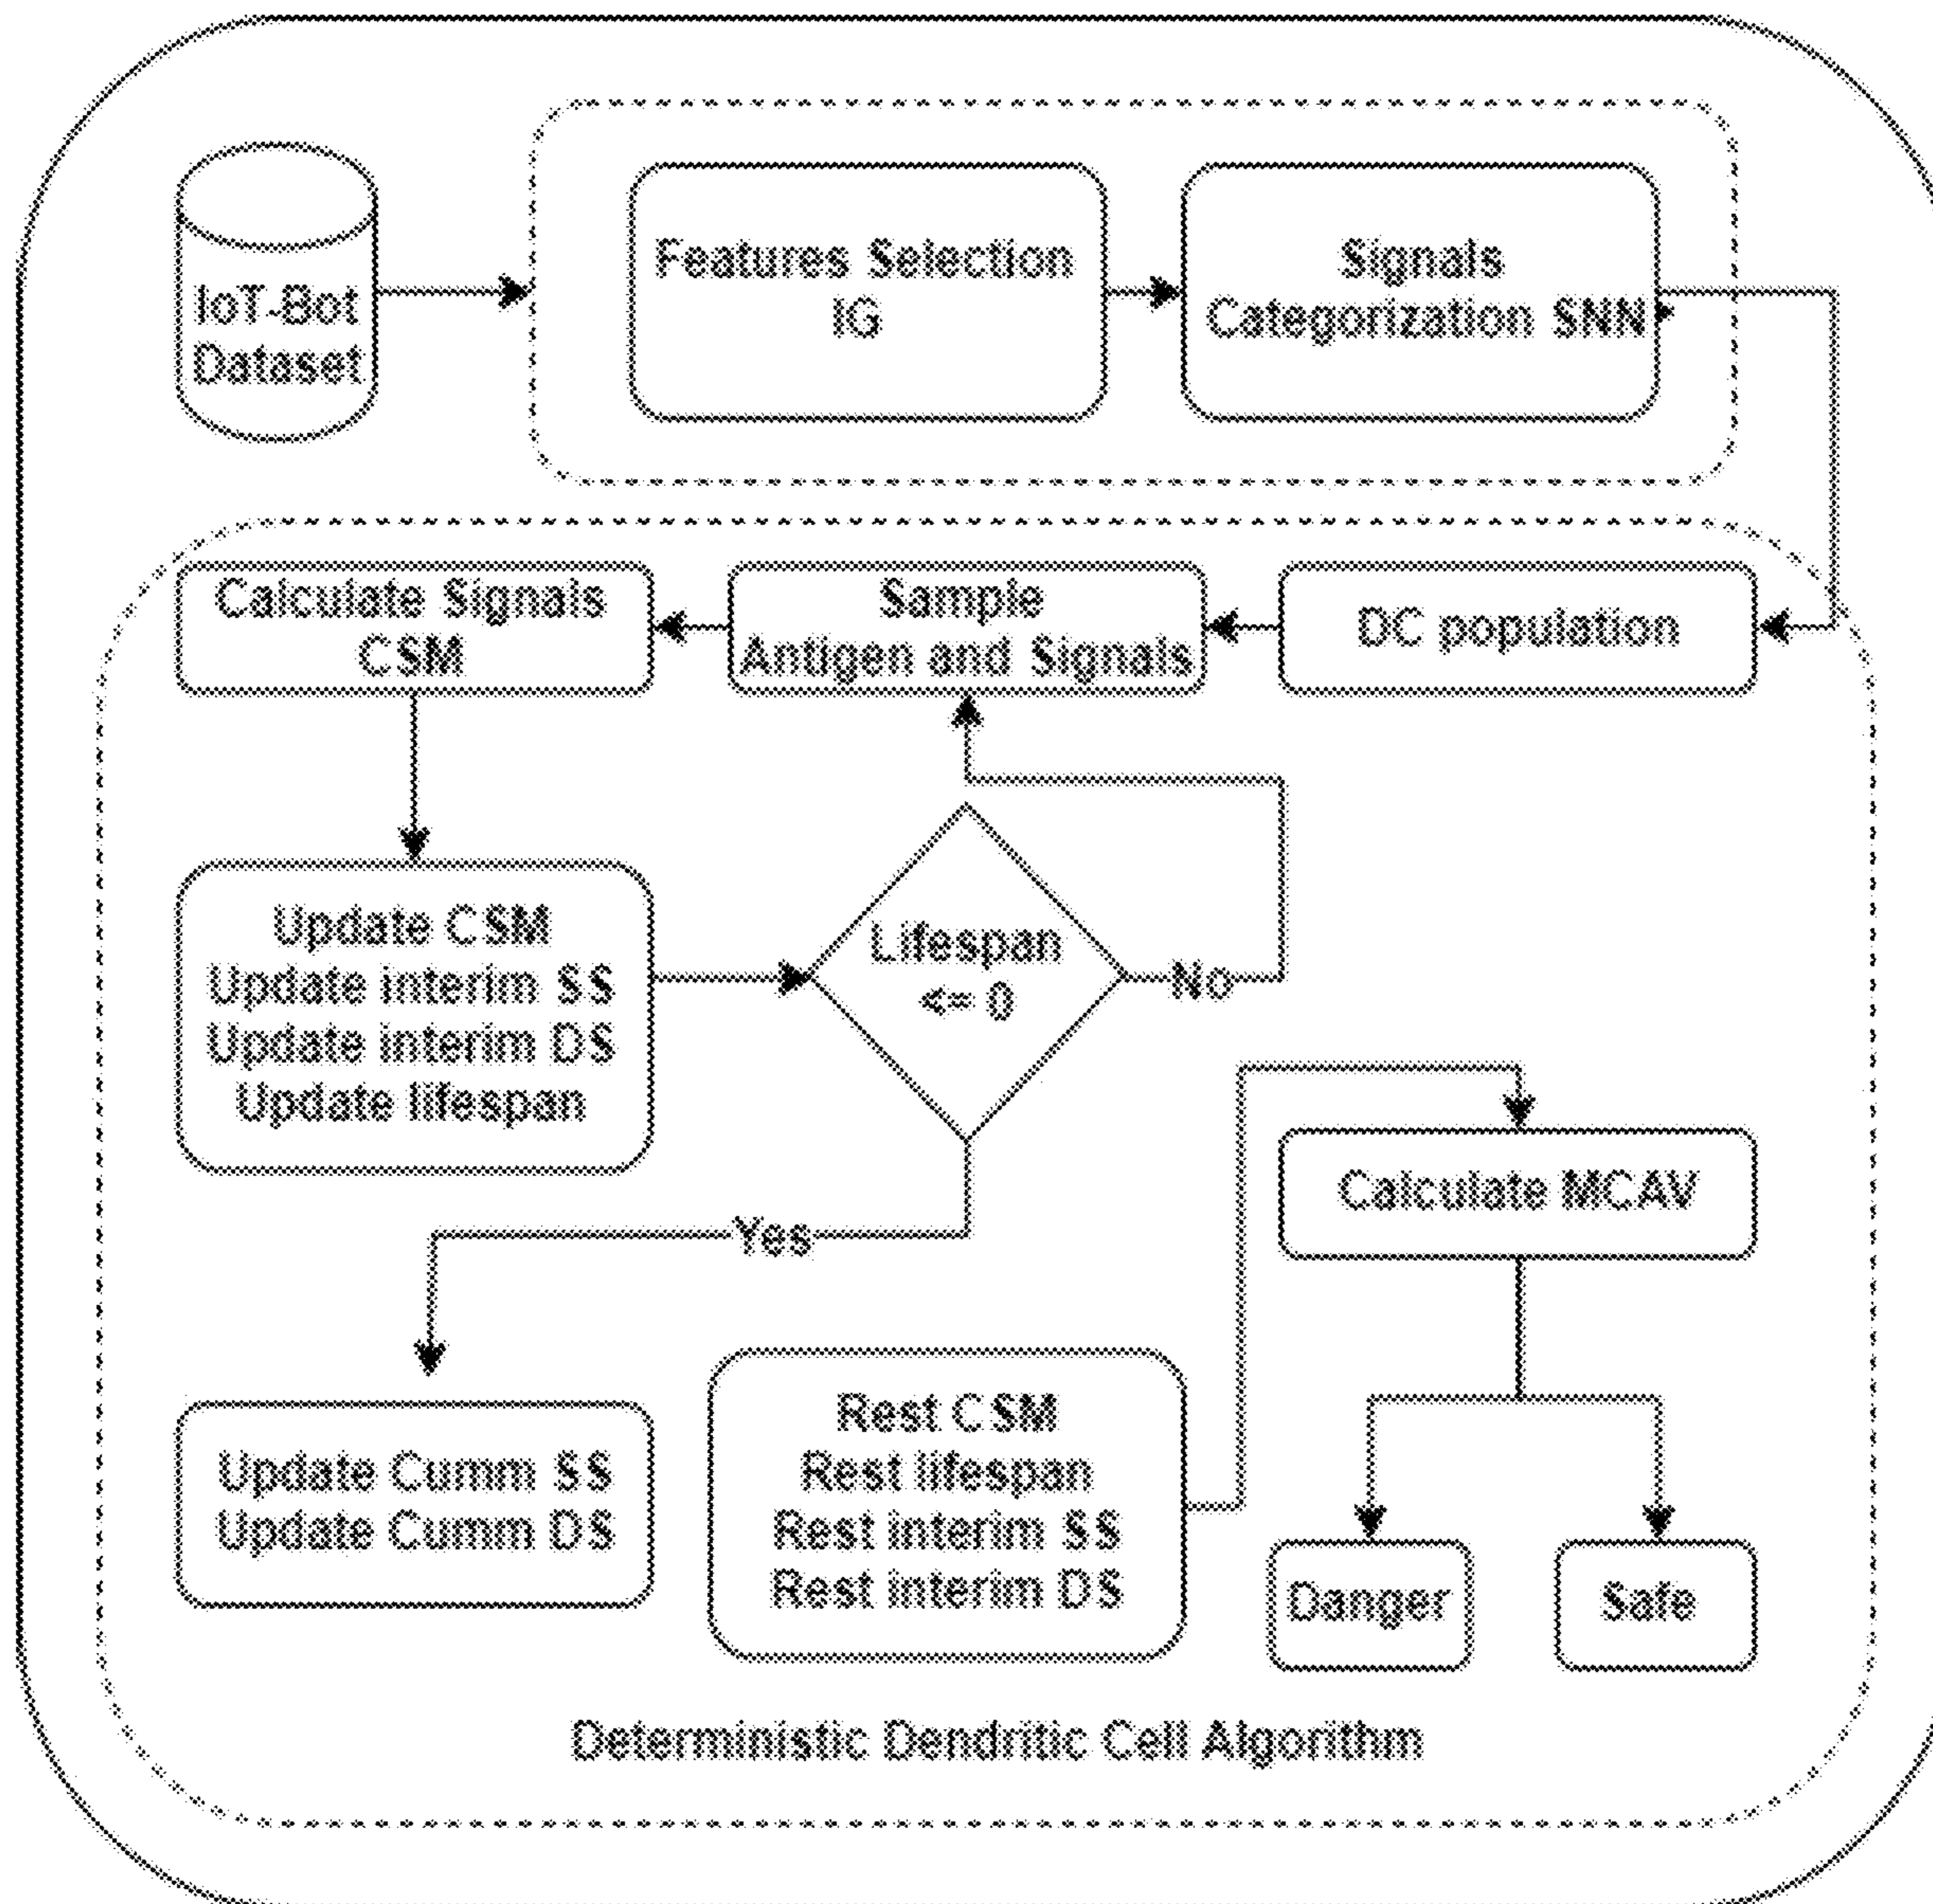 IoT-Bot
Dataset
Features Selection
IG
Signals
Categorization SNN
Calculate Signals
CSM
Sample
Antigen and Signals
DC population
Update CSM
Update interim SS
Update interim DS
Update lifespan
Lifespan
<= 0
No
Yes
Calculate MCAV
Update Cumm SS
Update Cumm DS
Rest CSM
Rest lifespan
Rest interim SS
Rest interim DS
Danger
Safe
Deterministic Dendritic Cell Algorithm